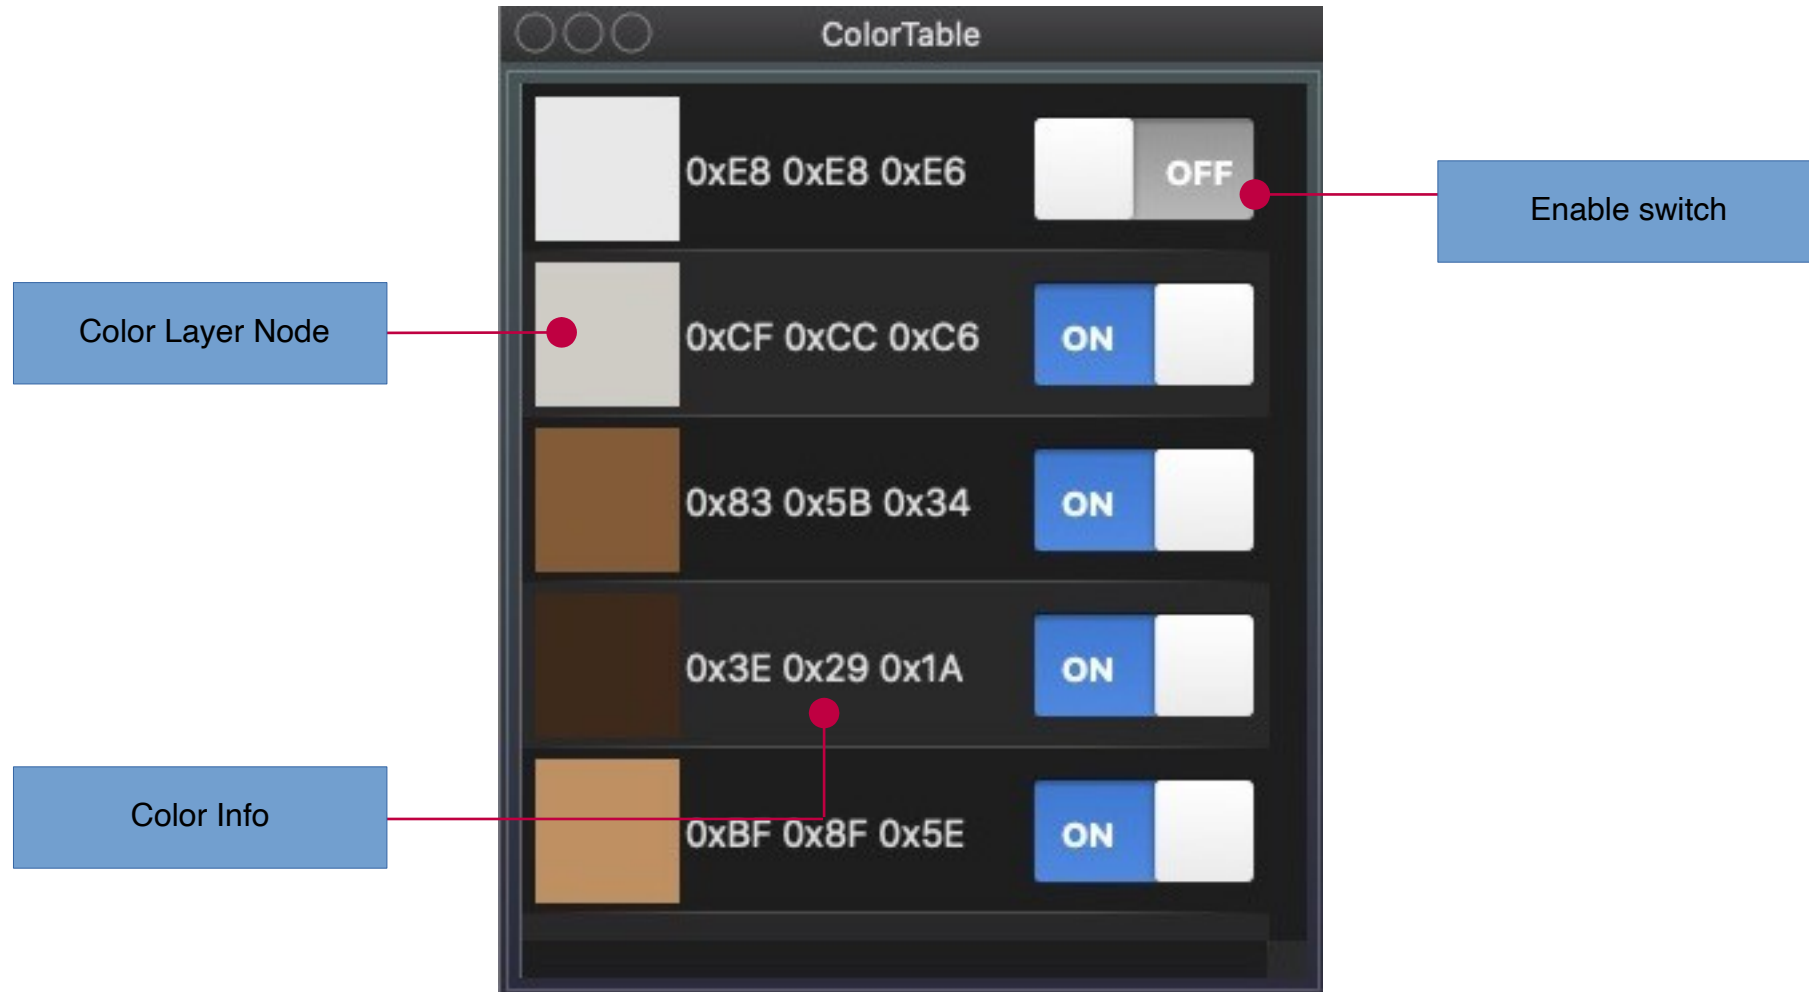 ColorTable
0xE8 0xE8 0xE6 OFF
Enable switch
Color Layer Node
0xCF 0xCC 0xC6 ON
0x83 0x5B 0x34 ON
0x3E 0x29 0x1A ON
Color Info
0xBF 0x8F 0x5E ON